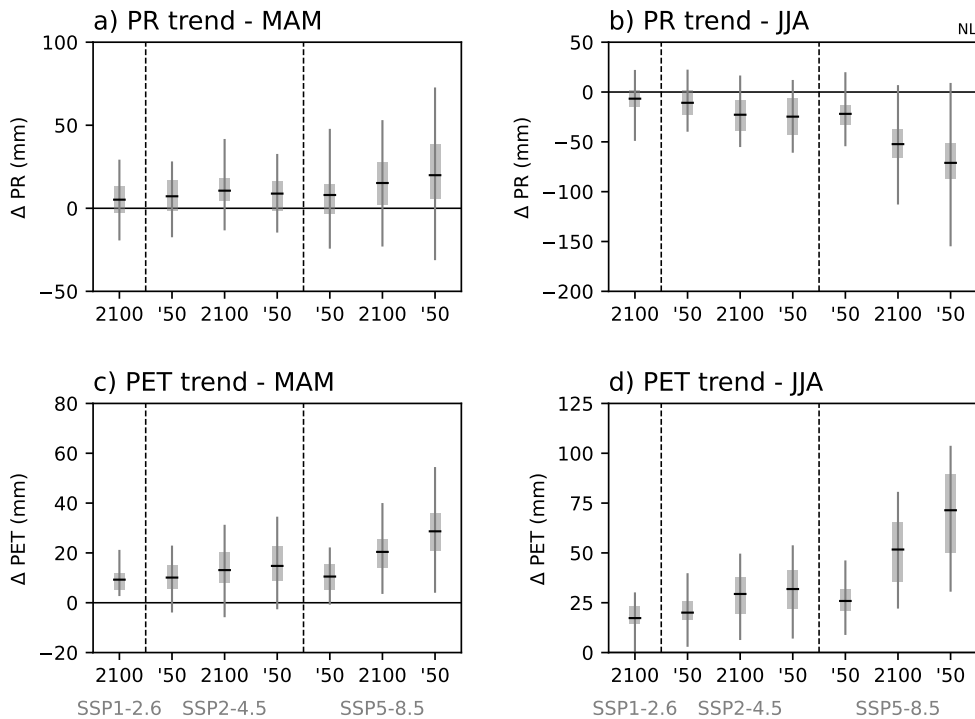 a) PR trend - MAM
100
50
0
−50
Δ PR (mm)
2100 '50 2100 '50 '50 2100 '50
b) PR trend - JJA
NL
50
0
−50
−100
−150
−200
Δ PR (mm)
2100 '50 2100 '50 '50 2100 '50
c) PET trend - MAM
80
60
40
20
0
−20
Δ PET (mm)
2100 '50 2100 '50 '50 2100 '50
SSP1-2.6 SSP2-4.5 SSP5-8.5
d) PET trend - JJA
125
100
75
50
25
0
Δ PET (mm)
2100 '50 2100 '50 '50 2100 '50
SSP1-2.6 SSP2-4.5 SSP5-8.5